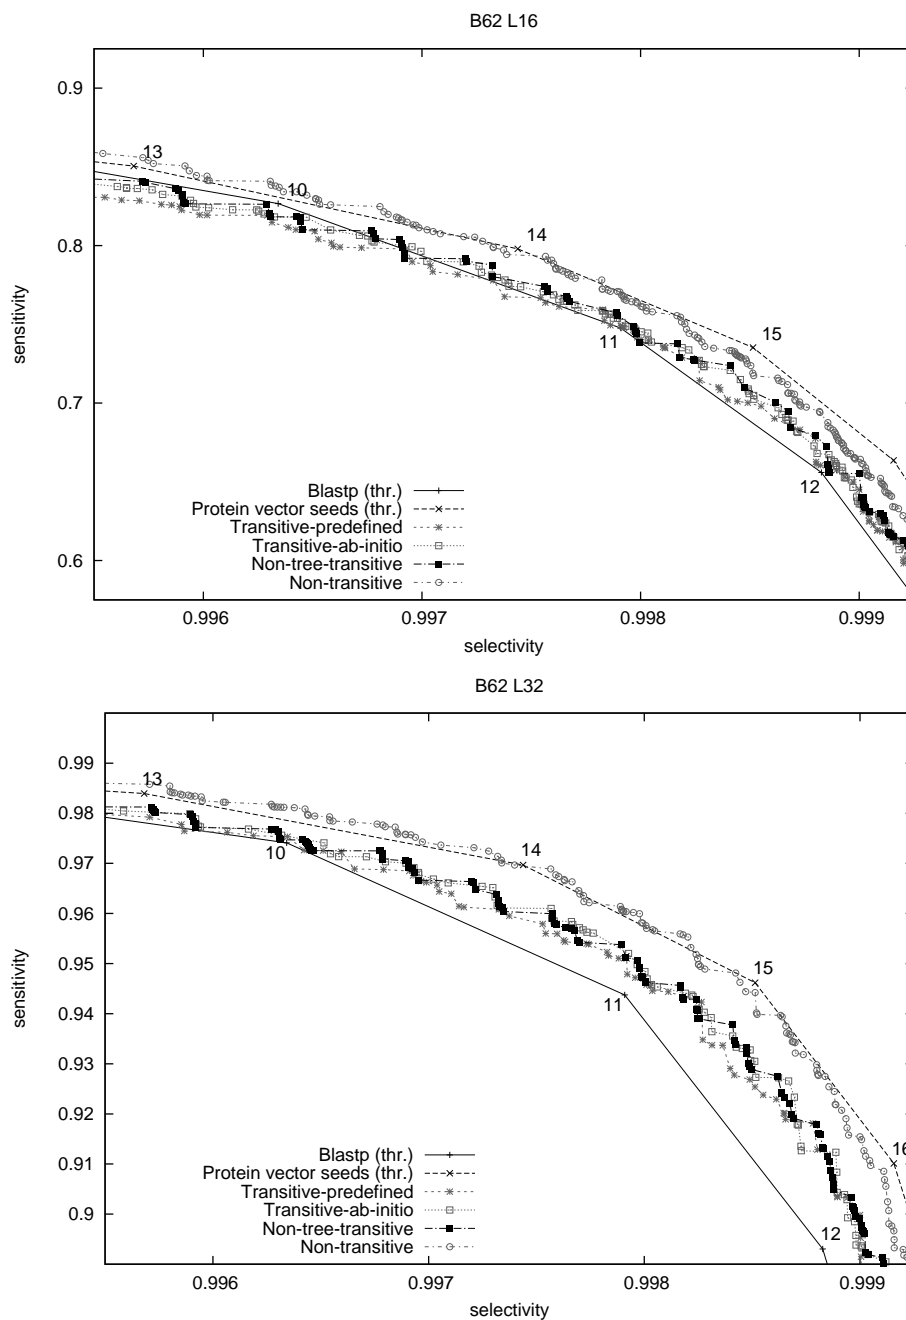 B62 L16
0.9
0.8
0.7
0.6
sensitivity
13
10
14
11
15
12
Blastp (thr.)
Protein vector seeds (thr.)
Transitive-predefined
Transitive-ab-initio
Non-tree-transitive
Non-transitive
0.996 0.997 0.998 0.999
selectivity
B62 L32
0.99
0.98
0.97
0.96
0.95
0.94
0.93
0.92
0.91
0.9
sensitivity
13
10
14
11
15
16
12
Blastp (thr.)
Protein vector seeds (thr.)
Transitive-predefined
Transitive-ab-initio
Non-tree-transitive
Non-transitive
0.996 0.997 0.998 0.999
selectivity